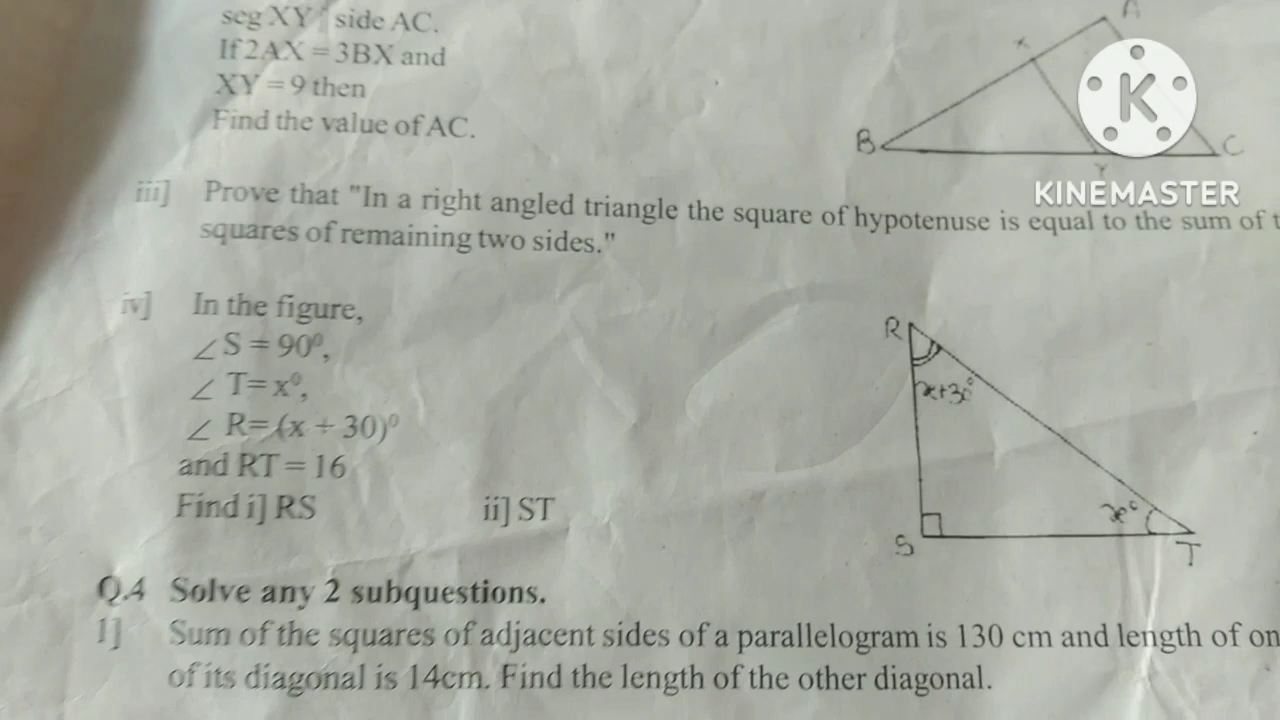 seg XY || side AC.
If 2AX = 3BX and
XY = 9 then
Find the value of AC.
A
X
B
C
Y
K
KINEMASTER
iii] Prove that "In a right angled triangle the square of hypotenuse is equal to the sum of
squares of remaining two sides."
iv] In the figure,
∠S = 90⁰,
∠ T= x⁰,
∠ R= (x + 30)⁰
and RT = 16
Find i] RS ii] ST
R
x+30°
x°
S
T
Q.4 Solve any 2 subquestions.
1] Sum of the squares of adjacent sides of a parallelogram is 130 cm and length of
of its diagonal is 14cm. Find the length of the other diagonal.